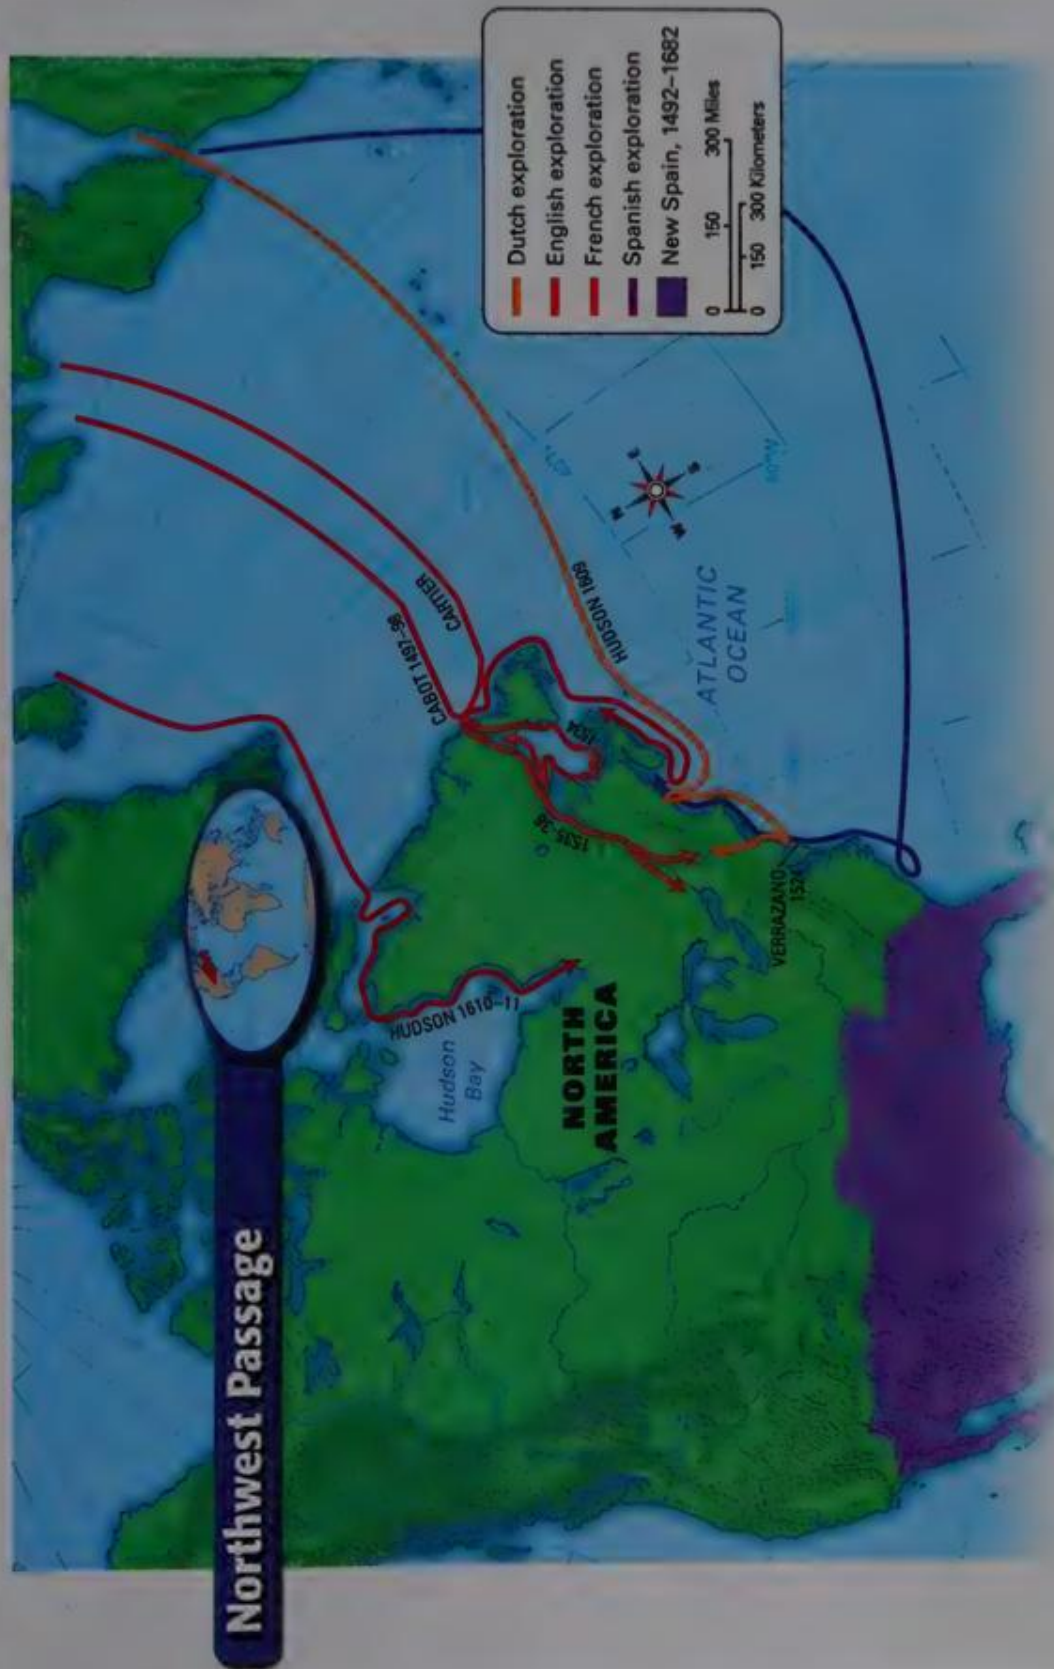 Northwest Passage
Dutch exploration
English exploration
French exploration
Spanish exploration
New Spain, 1492–1682
0 150 300 Miles
0 150 300 Kilometers
HUDSON 1610–11
Hudson
Bay
NORTH
AMERICA
CABOT 1497–98
CARTIER
1534
1535-36
HUDSON 1609
VERRAZANO
1524
ATLANTIC
OCEAN
N
E
S
W